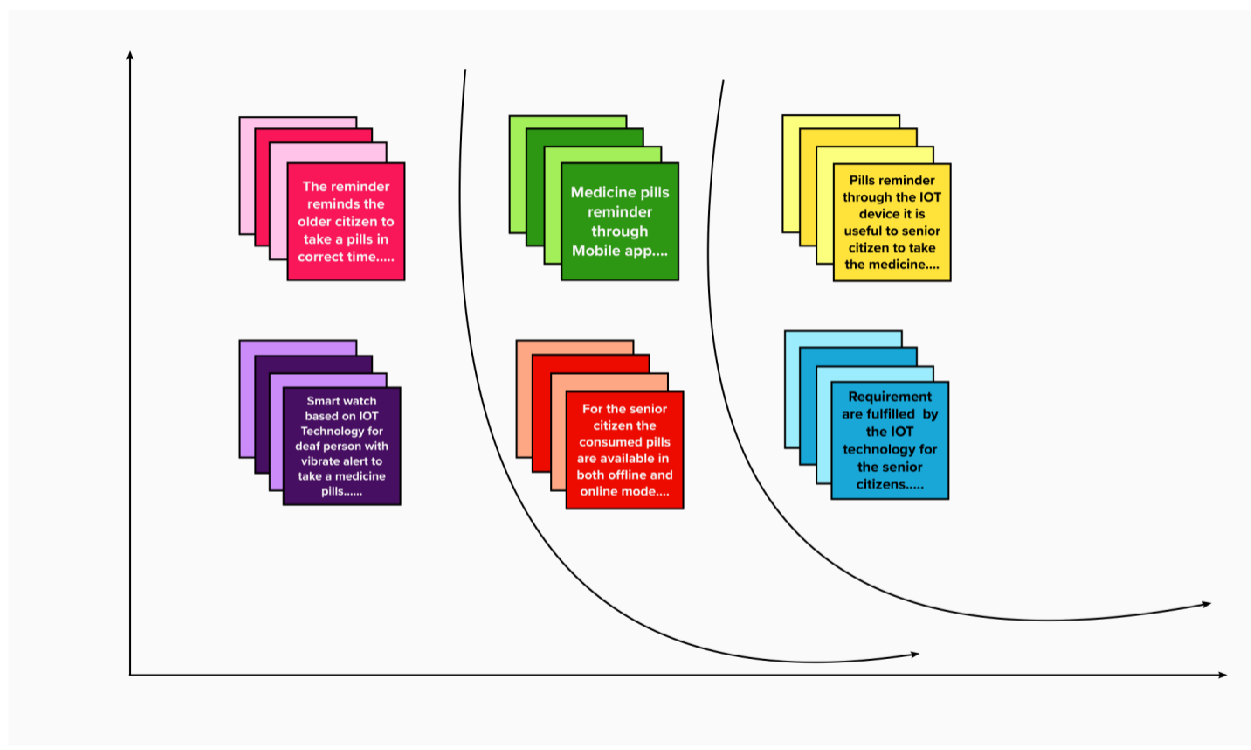 The reminder
reminds the
older citizen to
take a pills in
correct time.....
Medicine pills
reminder
through
Mobile app....
Pills reminder
through the IOT
device it is
useful to senior
citizen to take
the medicine....
Smart watch
based on IOT
Technology for
deaf person with
vibrate alert to
take a medicine
pills......
For the senior
citizen the
consumed pills
are available in
both offline and
online mode....
Requirement
are fulfilled by
the IOT
technology for
the senior
citizens.....